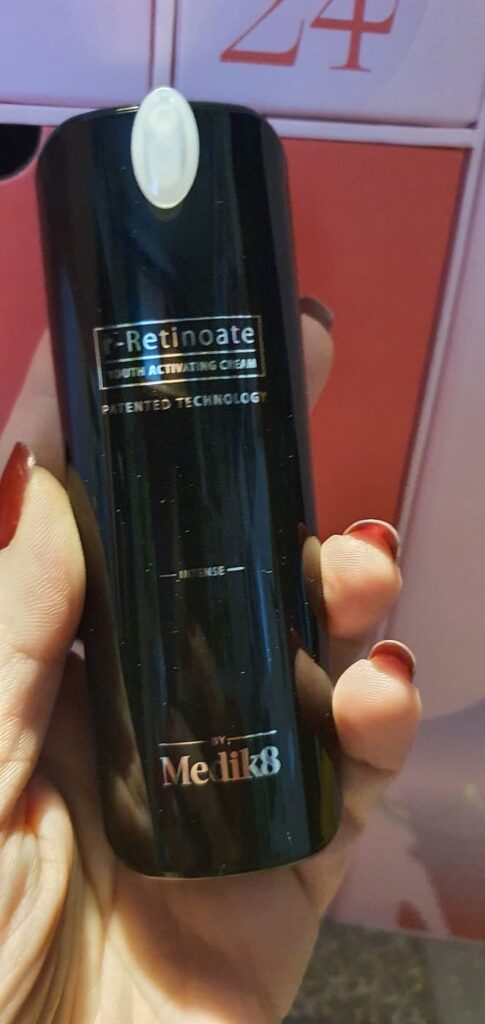 24
r-Retinoate
YOUTH ACTIVATING CREAM
PATENTED TECHNOLOGY
INTENSE
BY
Medik8